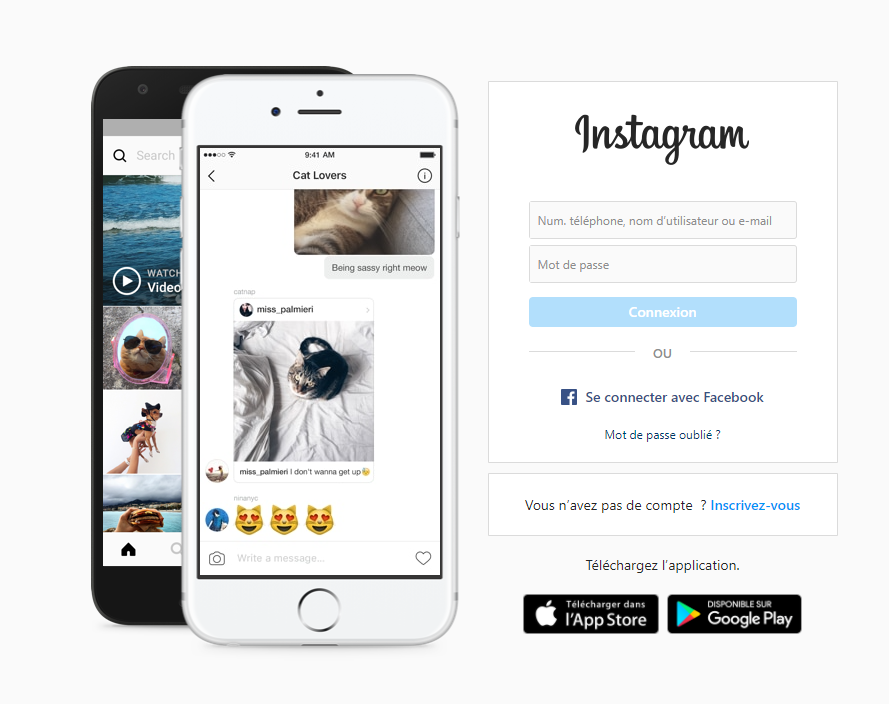 Search
WATCH
Video
9:41 AM
Cat Lovers
Being sassy right meow
catnap
miss_palmieri
miss_palmieri I don't wanna get up
ninanyc
Write a message...
Instagram
Num. téléphone, nom d'utilisateur ou e-mail
Mot de passe
Connexion
OU
Se connecter avec Facebook
Mot de passe oublié ?
Vous n'avez pas de compte ? Inscrivez-vous
Téléchargez l'application.
Télécharger dans
l'App Store
DISPONIBLE SUR
Google Play